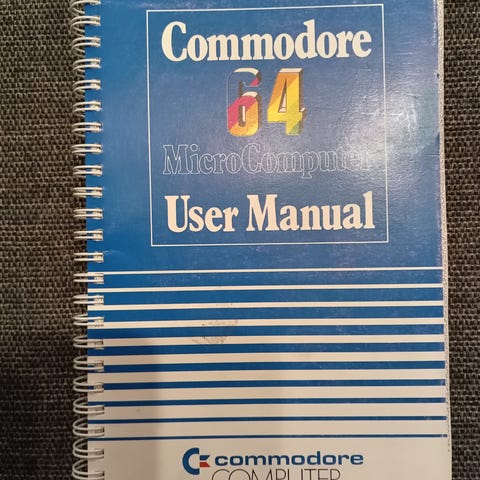 Commodore
64
MicroComputer
User Manual
commodore
COMPUTER